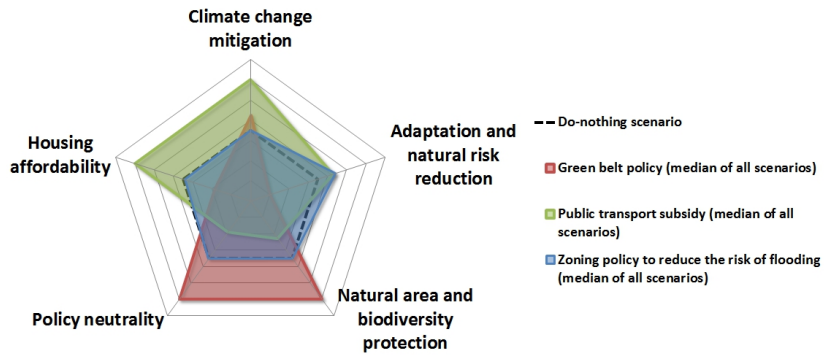 Climate change
mitigation
Housing
affordability
Adaptation and
natural risk
reduction
Policy neutrality
Natural area and
biodiversity
protection
Do-nothing scenario
Green belt policy (median of all scenarios)
Public transport subsidy (median of all
scenarios)
Zoning policy to reduce the risk of flooding
(median of all scenarios)